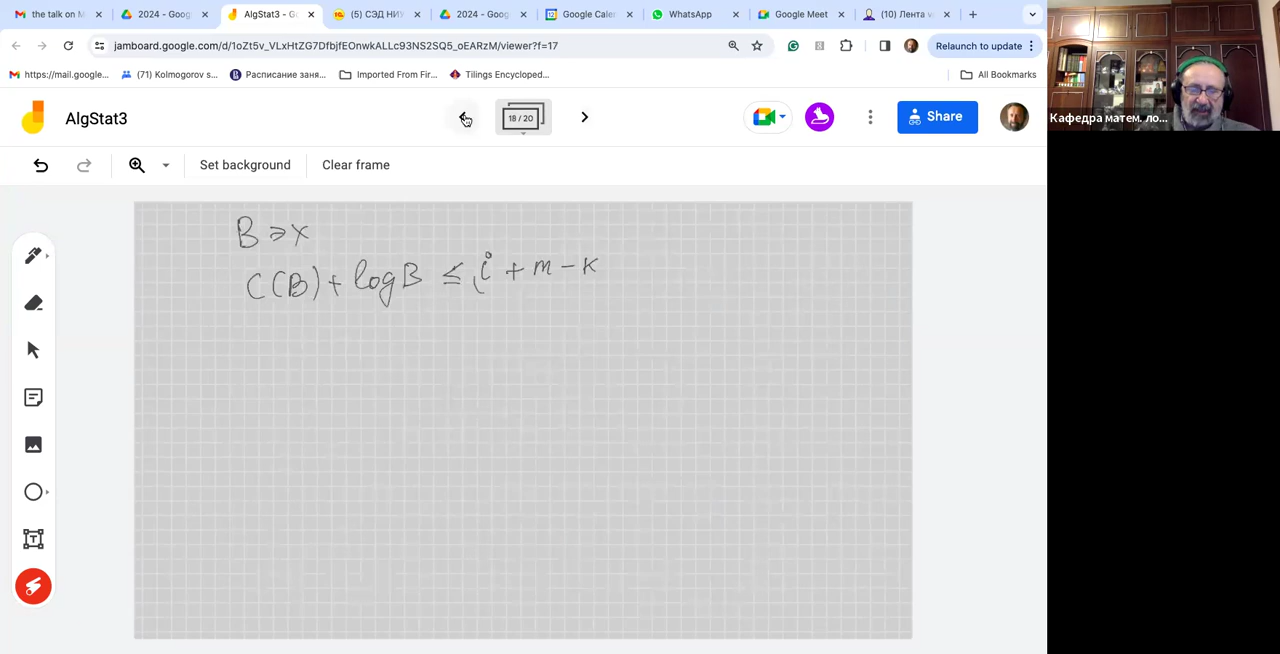 the talk on M
2024 - Goog
AlgStat3 - Go
(5) СЭД НИУ
2024 - Goog
Google Caler
WhatsApp
Google Meet
(10) Лента
jamboard.google.com/d/1oZt5v_VLxHtZG7DfbjfEOnwkALLc93NS2SQ5_oEARzM/viewer?f=17
Relaunch to update
https://mail.google...
(71) Kolmogorov s...
Расписание заня...
Imported From Fir...
Tilings Encycloped...
All Bookmarks
AlgStat3
18 / 20
Share
Set background
Clear frame
B ∋ x
C(B) + log B ≤ i + m - k
Кафедра матем. ло...